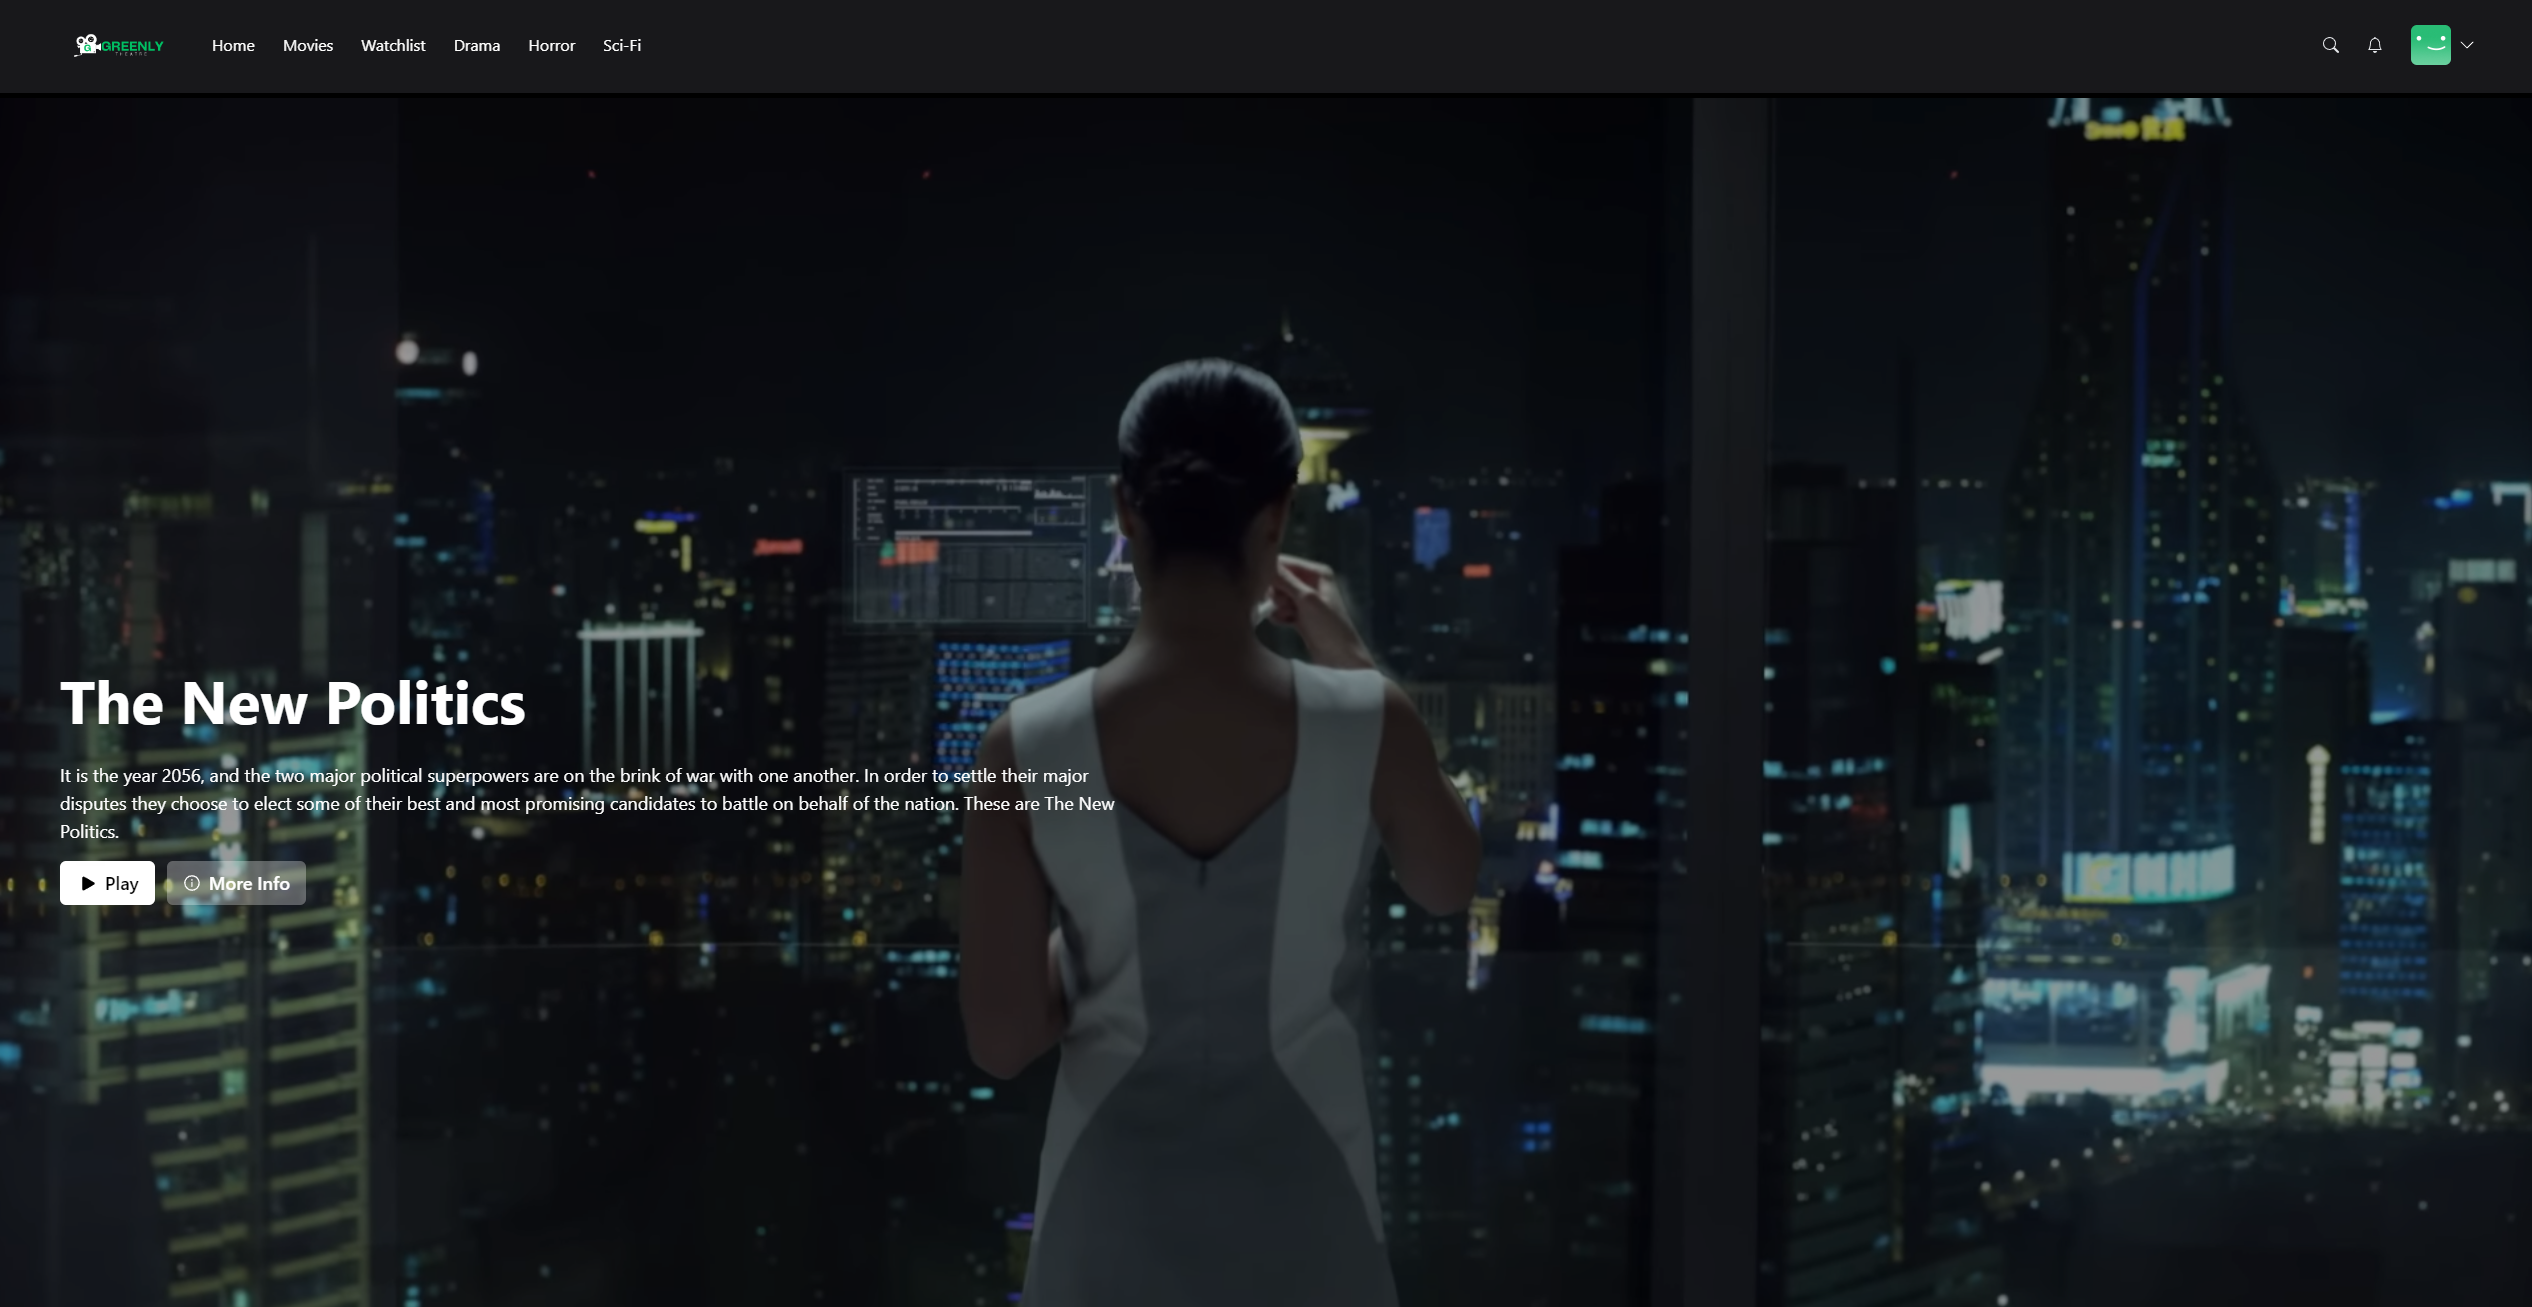 GREENLY
THEATRE
Home
Movies
Watchlist
Drama
Horror
Sci-Fi
The New Politics
It is the year 2056, and the two major political superpowers are on the brink of war with one another. In order to settle their major
disputes they choose to elect some of their best and most promising candidates to battle on behalf of the nation. These are The New
Politics.
Play
More Info